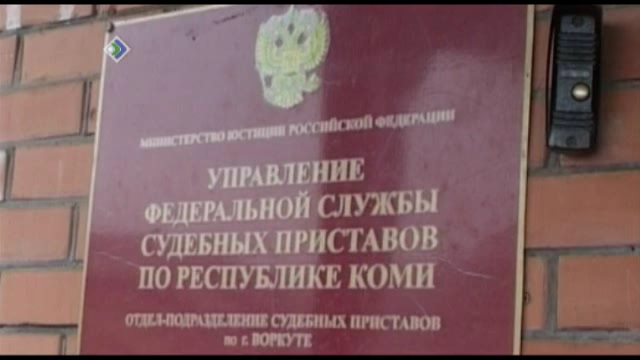 МИНИСТЕРСТВО ЮСТИЦИИ РОССИЙСКОЙ ФЕДЕРАЦИИ
УПРАВЛЕНИЕ
ФЕДЕРАЛЬНОЙ СЛУЖБЫ
СУДЕБНЫХ ПРИСТАВОВ
ПО РЕСПУБЛИКЕ КОМИ
ОТДЕЛ-ПОДРАЗДЕЛЕНИЕ СУДЕБНЫХ ПРИСТАВОВ
по г. ВОРКУТЕ